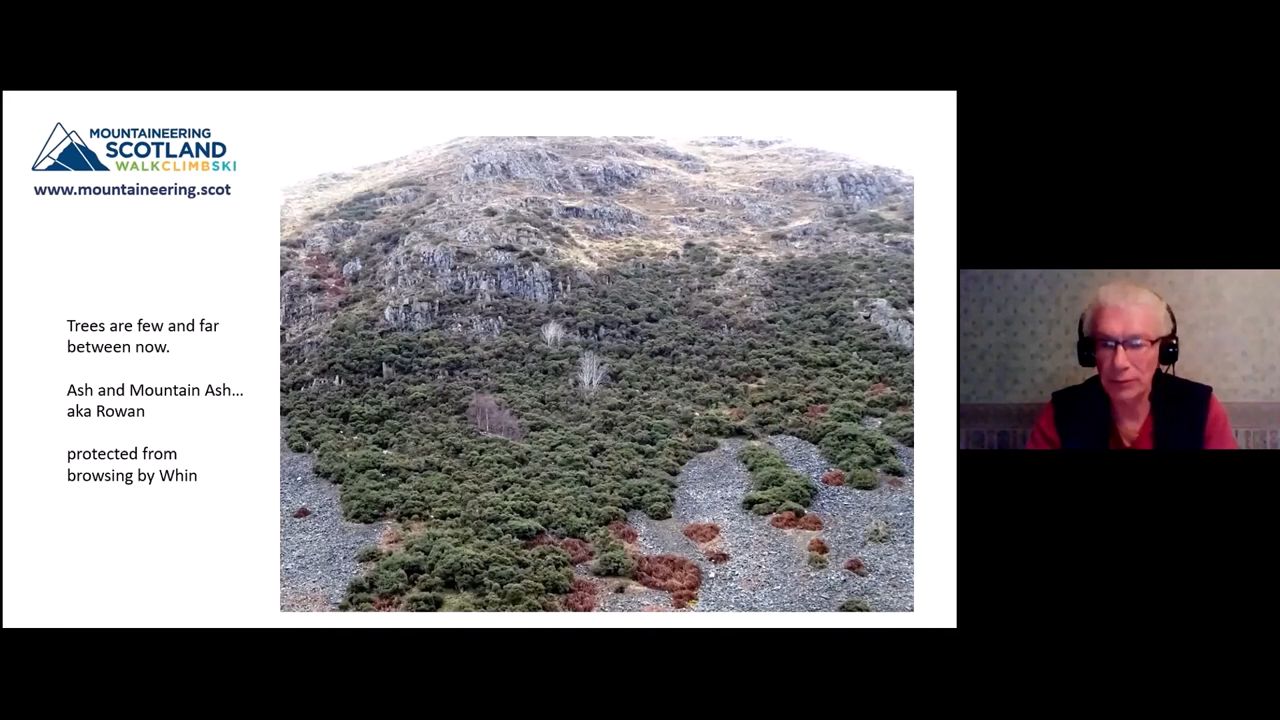 MOUNTAINEERING
SCOTLAND
WALKCLIMBSKI
www.mountaineering.scot
Trees are few and far
between now.
Ash and Mountain Ash...
aka Rowan
protected from
browsing by Whin